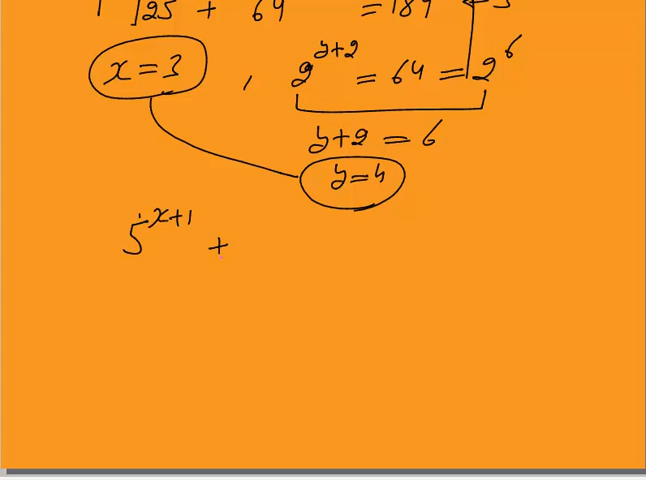 125 + 64 = 189
x=3 , 2^{y+2} = 64 = 2^6
y+2 = 6
y=4
5^{x+1} +